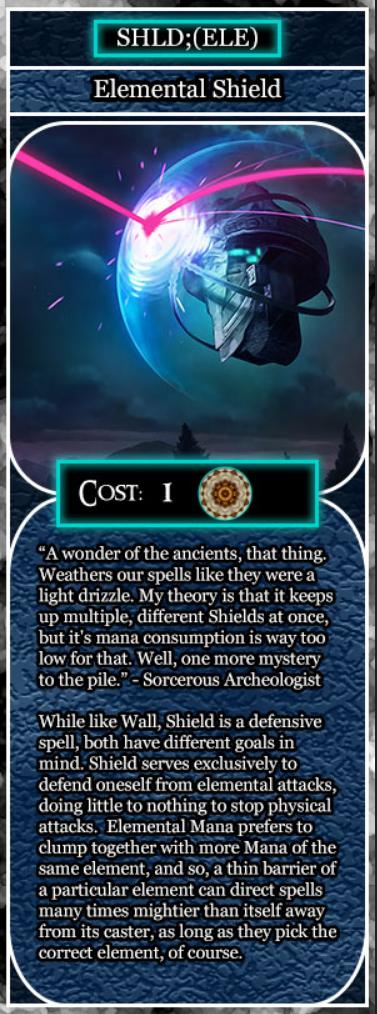 SHLD;(ELE)
Elemental Shield
Cost: 1
“A wonder of the ancients, that thing.
Weathers our spells like they were a
light drizzle. My theory is that it keeps
up multiple, different Shields at once,
but it's mana consumption is way too
low for that. Well, one more mystery
to the pile.” - Sorcerous Archeologist
While like Wall, Shield is a defensive
spell, both have different goals in
mind. Shield serves exclusively to
defend oneself from elemental attacks,
doing little to nothing to stop physical
attacks.  Elemental Mana prefers to
clump together with more Mana of the
same element, and so, a thin barrier of
a particular element can direct spells
many times mightier than itself away
from its caster, as long as they pick the
correct element, of course.